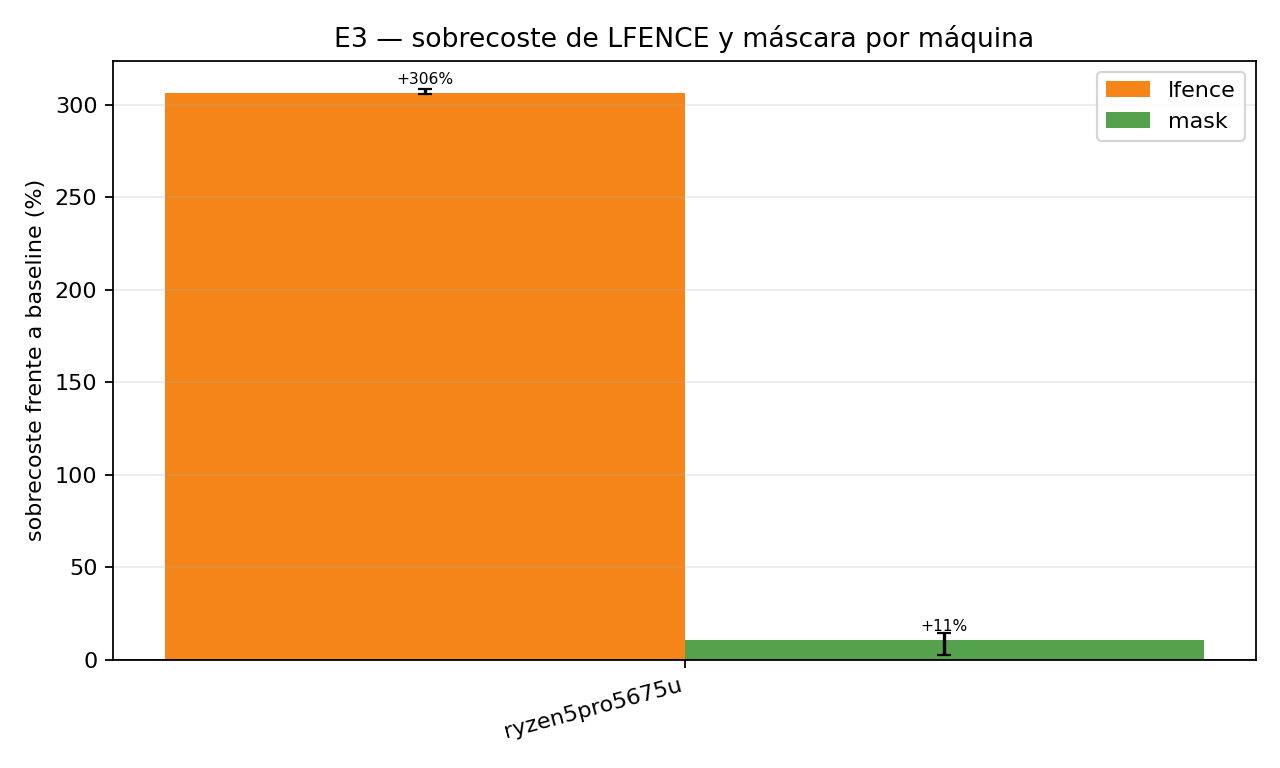 E3 — sobrecoste de LFENCE y máscara por máquina
+306%
lfence
mask
sobrecoste frente a baseline (%)
300
250
200
150
100
50
0
+11%
ryzen5pro5675u